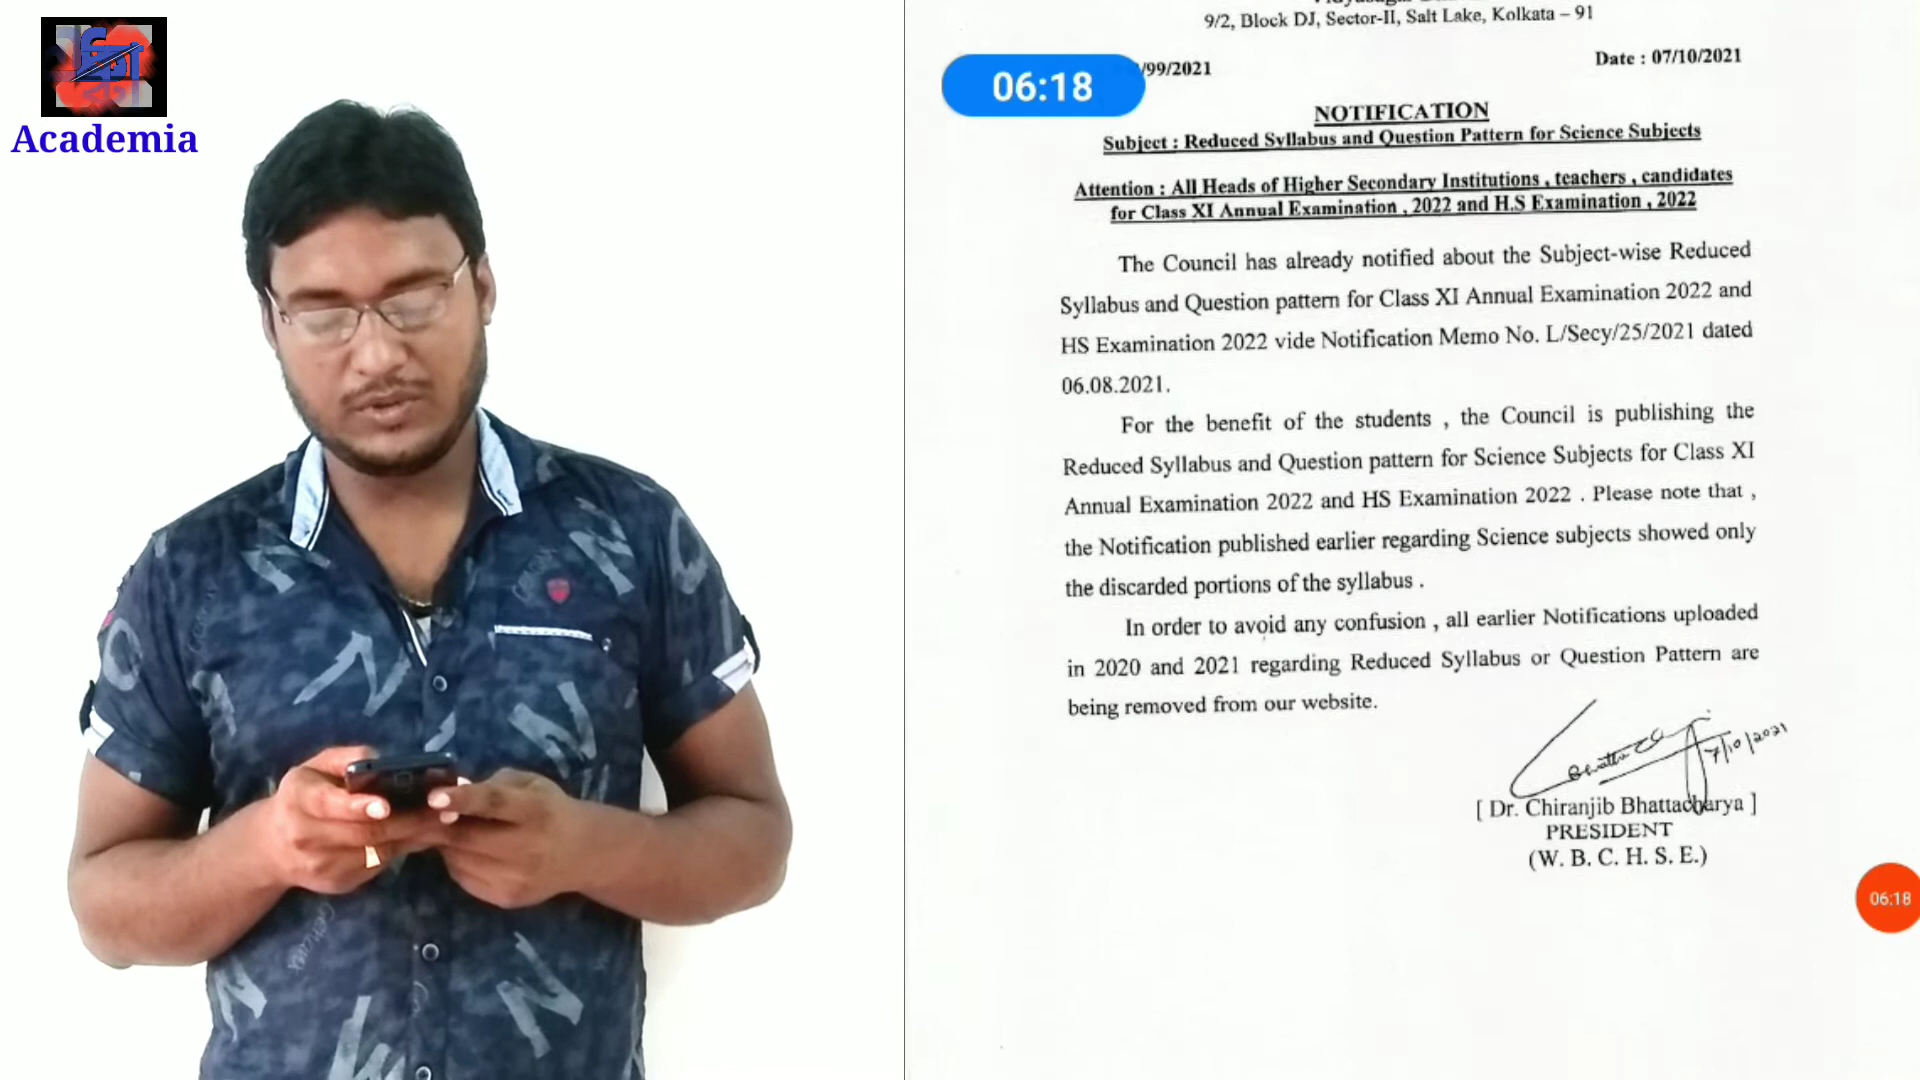 Academia
9/2, Block DJ, Sector-II, Salt Lake, Kolkata – 91
06:18
/99/2021
Date : 07/10/2021
NOTIFICATION
Subject : Reduced Syllabus and Question Pattern for Science Subjects
Attention : All Heads of Higher Secondary Institutions , teachers , candidates
for Class XI Annual Examination , 2022 and H.S Examination , 2022
The Council has already notified about the Subject-wise Reduced
Syllabus and Question pattern for Class XI Annual Examination 2022 and
HS Examination 2022 vide Notification Memo No. L/Secy/25/2021 dated
06.08.2021.
For the benefit of the students , the Council is publishing the
Reduced Syllabus and Question pattern for Science Subjects for Class XI
Annual Examination 2022 and HS Examination 2022 . Please note that ,
the Notification published earlier regarding Science subjects showed only
the discarded portions of the syllabus .
In order to avoid any confusion , all earlier Notifications uploaded
in 2020 and 2021 regarding Reduced Syllabus or Question Pattern are
being removed from our website.
7/10/2021
[ Dr. Chiranjib Bhattacharya ]
PRESIDENT
(W. B. C. H. S. E.)
06:18